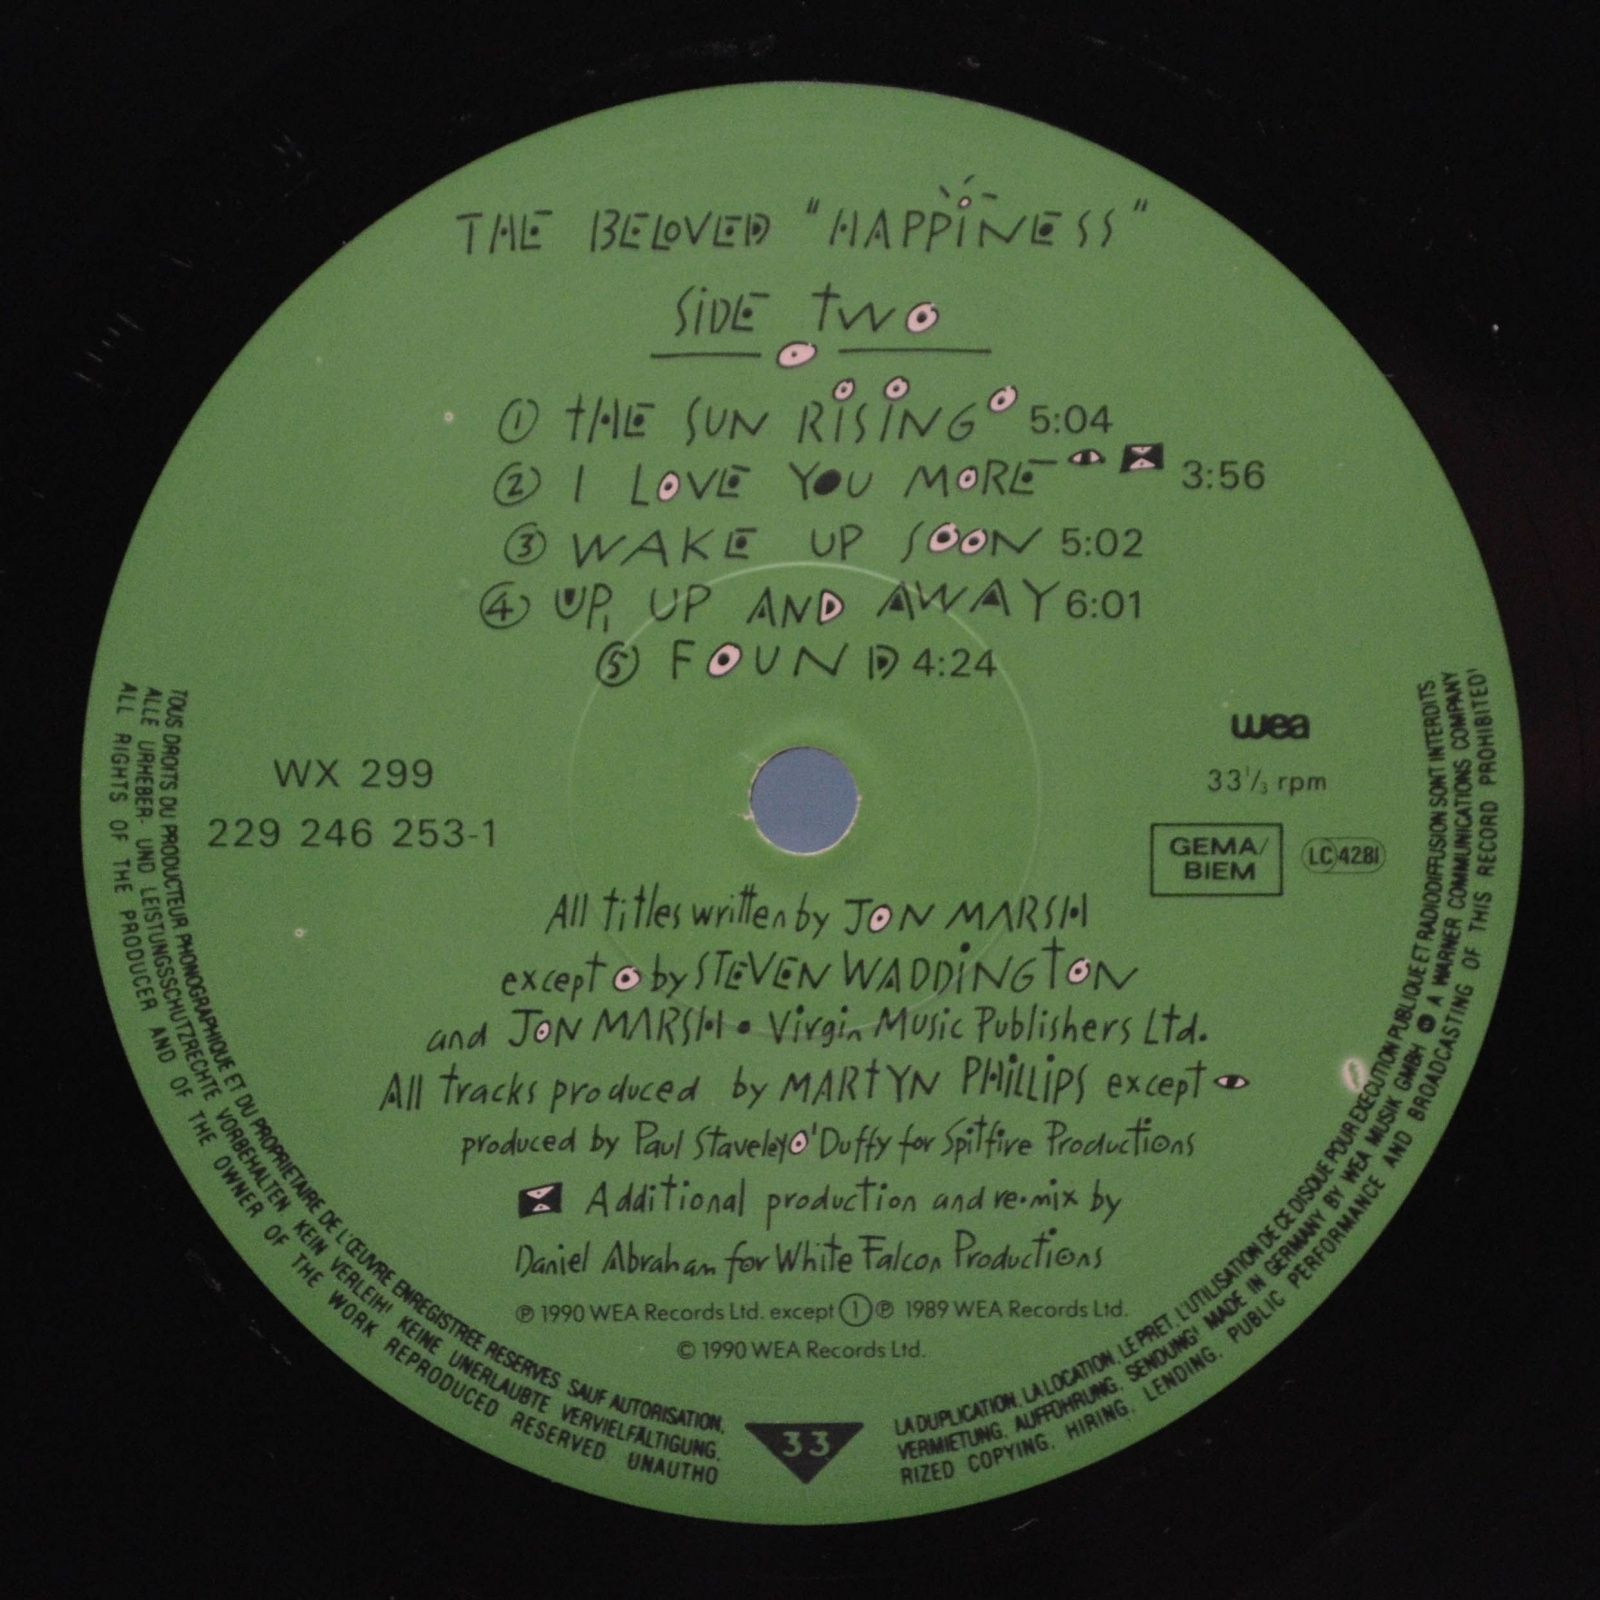 THE BELOVED "HAPPINESS"
SIDE TWO
① THE SUN RISING 5:04
② I LOVE YOU MORE 3:56
③ WAKE UP SOON 5:02
④ UP, UP AND AWAY 6:01
⑤ FOUND 4:24
WX 299
229 246 253-1
wea
33 1/3 rpm
GEMA/
BIEM
LC 4281
All titles written by JON MARSH
except by STEVEN WADDINGTON
and JON MARSH • Virgin Music Publishers Ltd.
All tracks produced by MARTYN PHILLIPS except
produced by Paul Staveley O'Duffy for Spitfire Productions
Additional production and re·mix by
Daniel Abraham for White Falcon Productions
℗ 1990 WEA Records Ltd. except ① ℗ 1989 WEA Records Ltd.
© 1990 WEA Records Ltd.
33
TOUS DROITS DU PRODUCTEUR PHONOGRAPHIQUE ET DU PROPRIETAIRE DE L'ŒUVRE ENREGISTREE RESERVES SAUF AUTORISATION,
LA DUPLICATION, LA LOCATION, LE PRET, L'UTILISATION DE CE DISQUE POUR EXECUTION PUBLIQUE ET RADIODIFFUSION SONT INTERDITS.
ALLE URHEBER- UND LEISTUNGSSCHUTZRECHTE VORBEHALTEN KEIN VERLEIH! KEINE UNERLAUBTE VERVIELFÄLTIGUNG,
VERMIETUNG, AUFFÜHRUNG, SENDUNG! MADE IN GERMANY BY WEA MUSIK GMBH A WARNER COMMUNICATIONS COMPANY
ALL RIGHTS OF THE PRODUCER AND OF THE OWNER OF THE WORK REPRODUCED RESERVED UNAUTHO
RIZED COPYING, HIRING, LENDING, PUBLIC PERFORMANCE AND BROADCASTING OF THIS RECORD PROHIBITED!